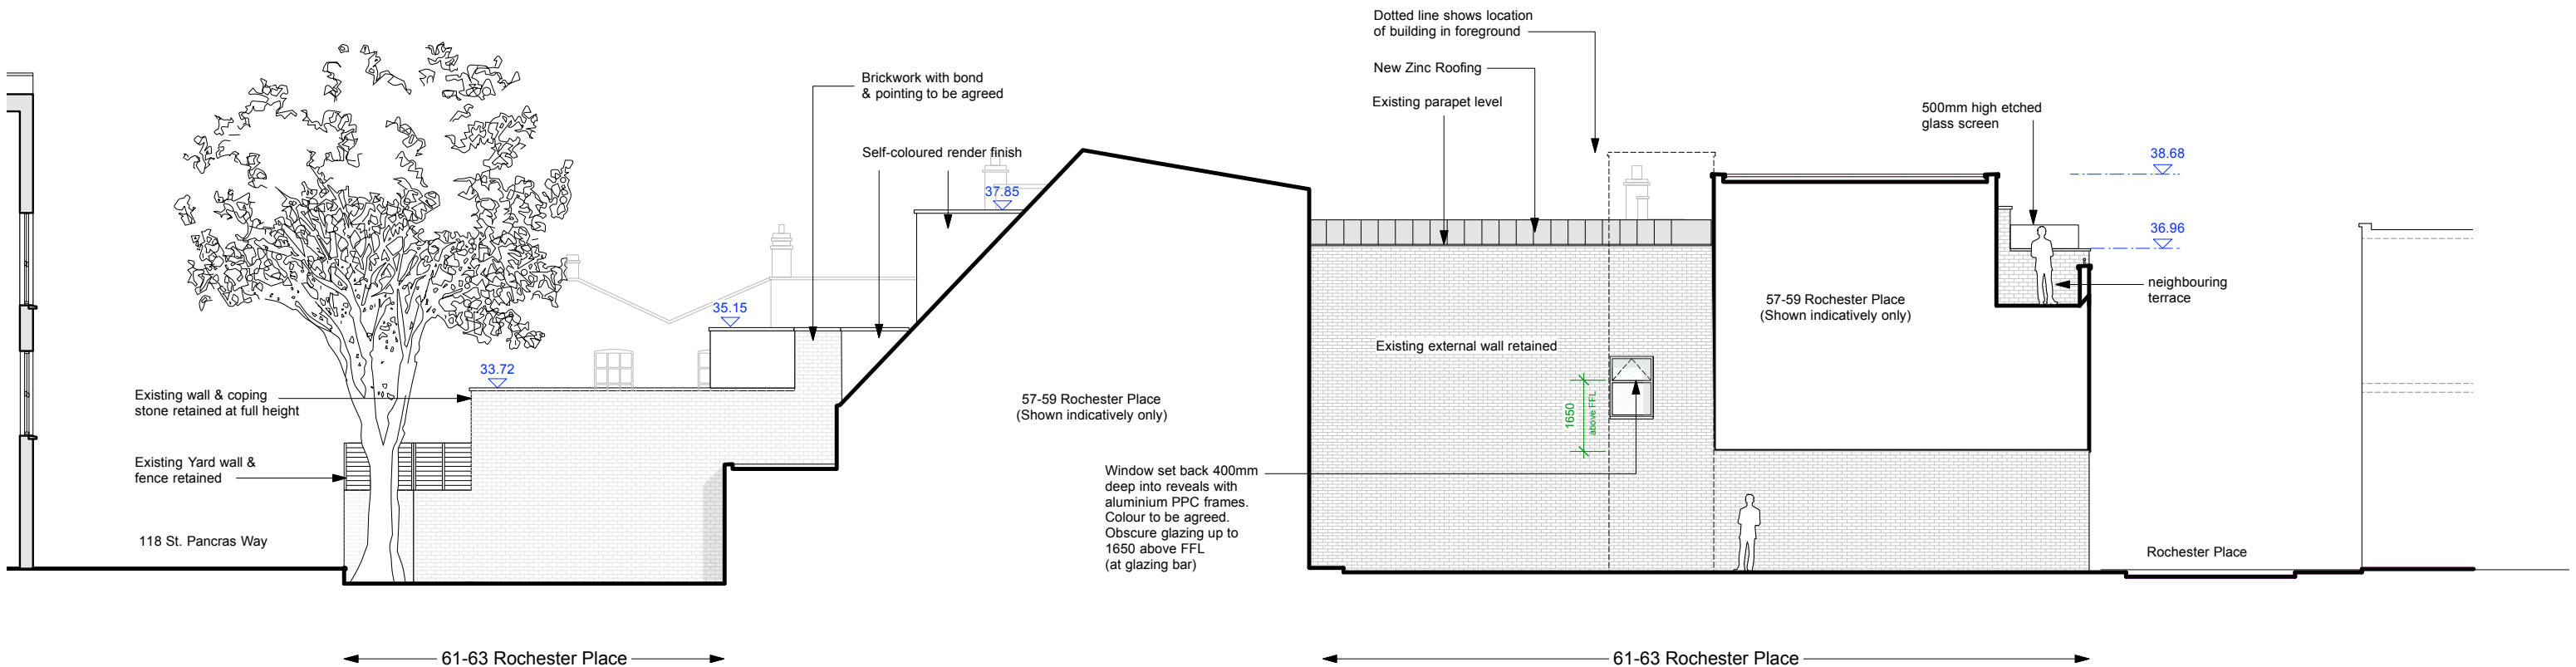 Dotted line shows location
of building in foreground
New Zinc Roofing
Existing parapet level
Brickwork with bond
& pointing to be agreed
Self-coloured render finish
500mm high etched
glass screen
38.68
37.85
36.96
35.15
33.72
neighbouring
terrace
57-59 Rochester Place
(Shown indicatively only)
Existing external wall retained
Existing wall & coping
stone retained at full height
57-59 Rochester Place
(Shown indicatively only)
1650
above FFL
Existing Yard wall &
fence retained
Window set back 400mm
deep into reveals with
aluminium PPC frames.
Colour to be agreed.
Obscure glazing up to
1650 above FFL
(at glazing bar)
118 St. Pancras Way
Rochester Place
61-63 Rochester Place
61-63 Rochester Place